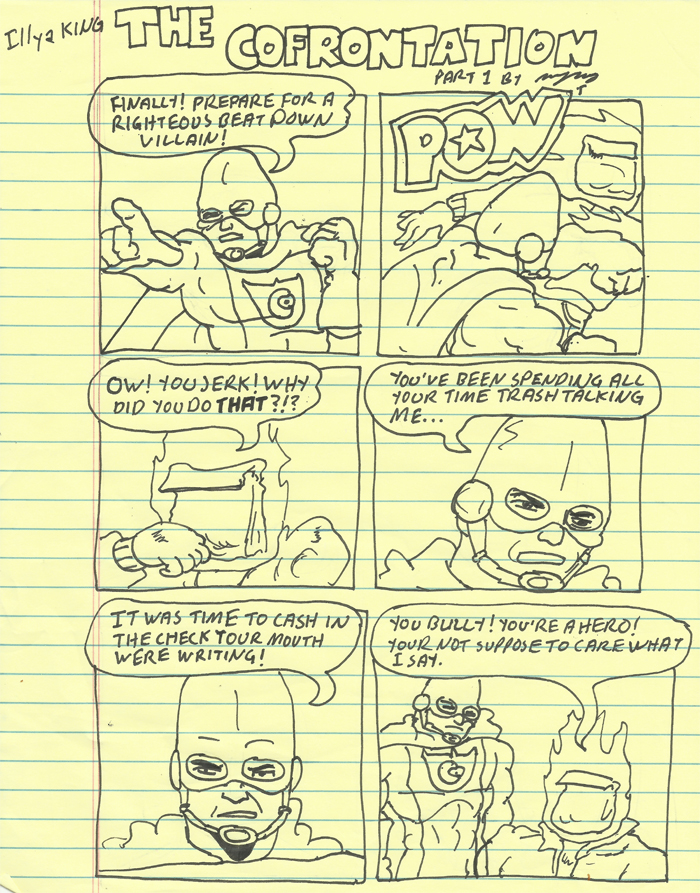 Illya KING
THE
COFRONTATION
PART 1 BY
FINALLY! PREPARE FOR A
RIGHTEOUS BEAT DOWN
VILLAIN!
POW
OW! YOU JERK! WHY
DID YOU DO THAT?!?
YOU'VE BEEN SPENDING ALL
YOUR TIME TRASH TALKING
ME...
IT WAS TIME TO CASH IN
THE CHECK YOUR MOUTH
WERE WRITING!
YOU BULLY! YOU'RE A HERO!
YOUR NOT SUPPOSE TO CARE WHAT
I SAY.